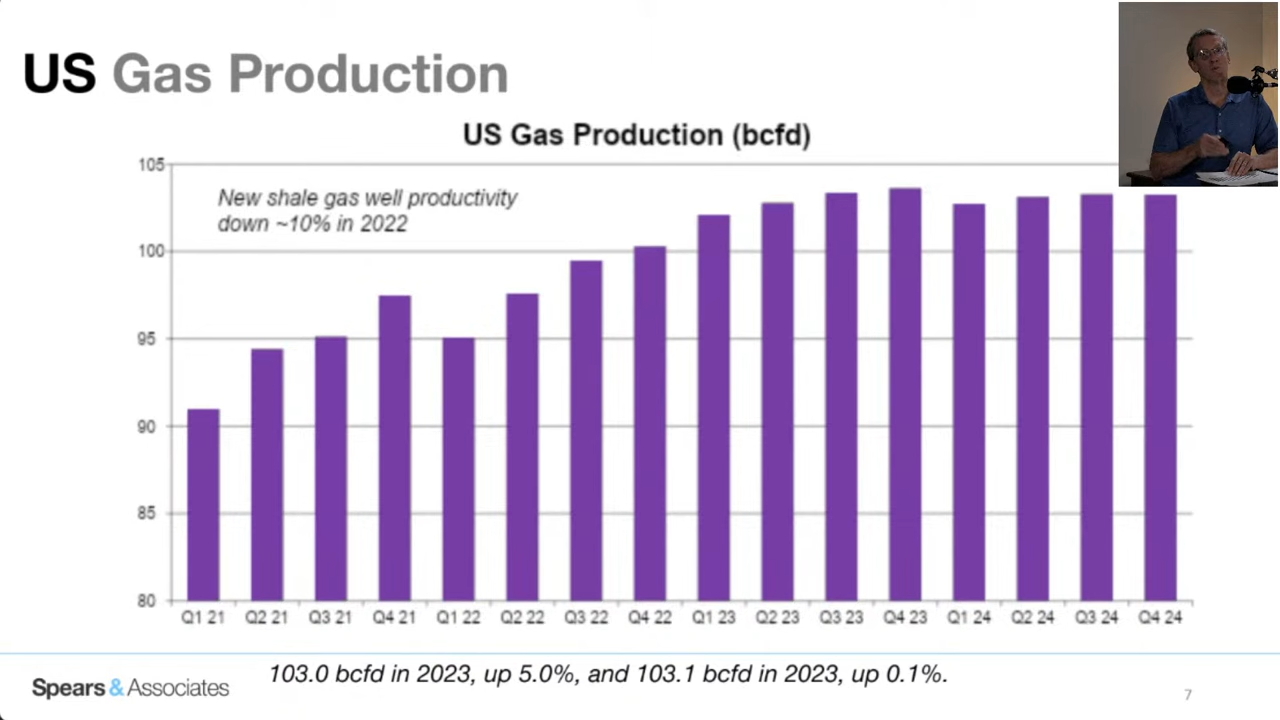 US Gas Production
US Gas Production (bcfd)
New shale gas well productivity
down ~10% in 2022
105
100
95
90
85
80
Q1 21 Q2 21 Q3 21 Q4 21 Q1 22 Q2 22 Q3 22 Q4 22 Q1 23 Q2 23 Q3 23 Q4 23 Q1 24 Q2 24 Q3 24 Q4 24
103.0 bcfd in 2023, up 5.0%, and 103.1 bcfd in 2023, up 0.1%.
Spears & Associates
7